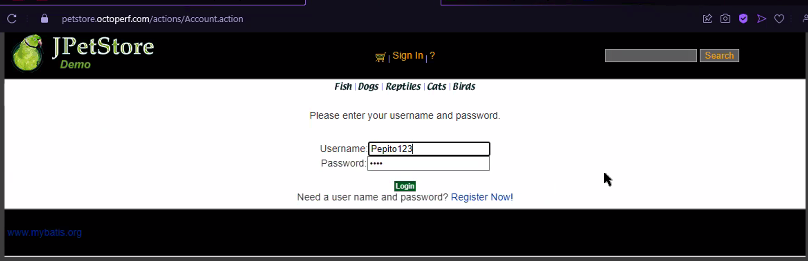 petstore.octoperf.com/actions/Account.action
JPetStore
Demo
| Sign In | ?
Search
Fish | Dogs | Reptiles | Cats | Birds
Please enter your username and password.
Username: Pepito123
Password: ••••
Login
Need a user name and password? Register Now!
www.mybatis.org